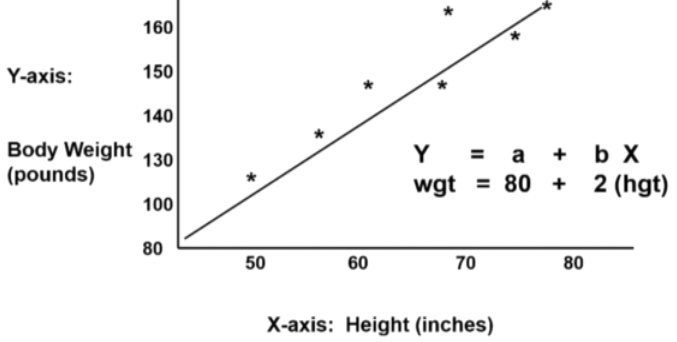 160
Y-axis:
150
140
Body Weight
(pounds)
130
100
80
Y = a + b X
wgt = 80 + 2 (hgt)
50 60 70 80
X-axis: Height (inches)